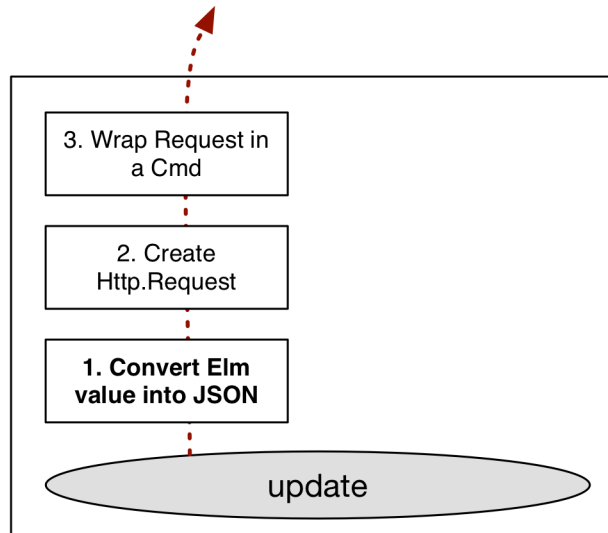 3. Wrap Request in
a Cmd
2. Create
Http.Request
1. Convert Elm
value into JSON
update